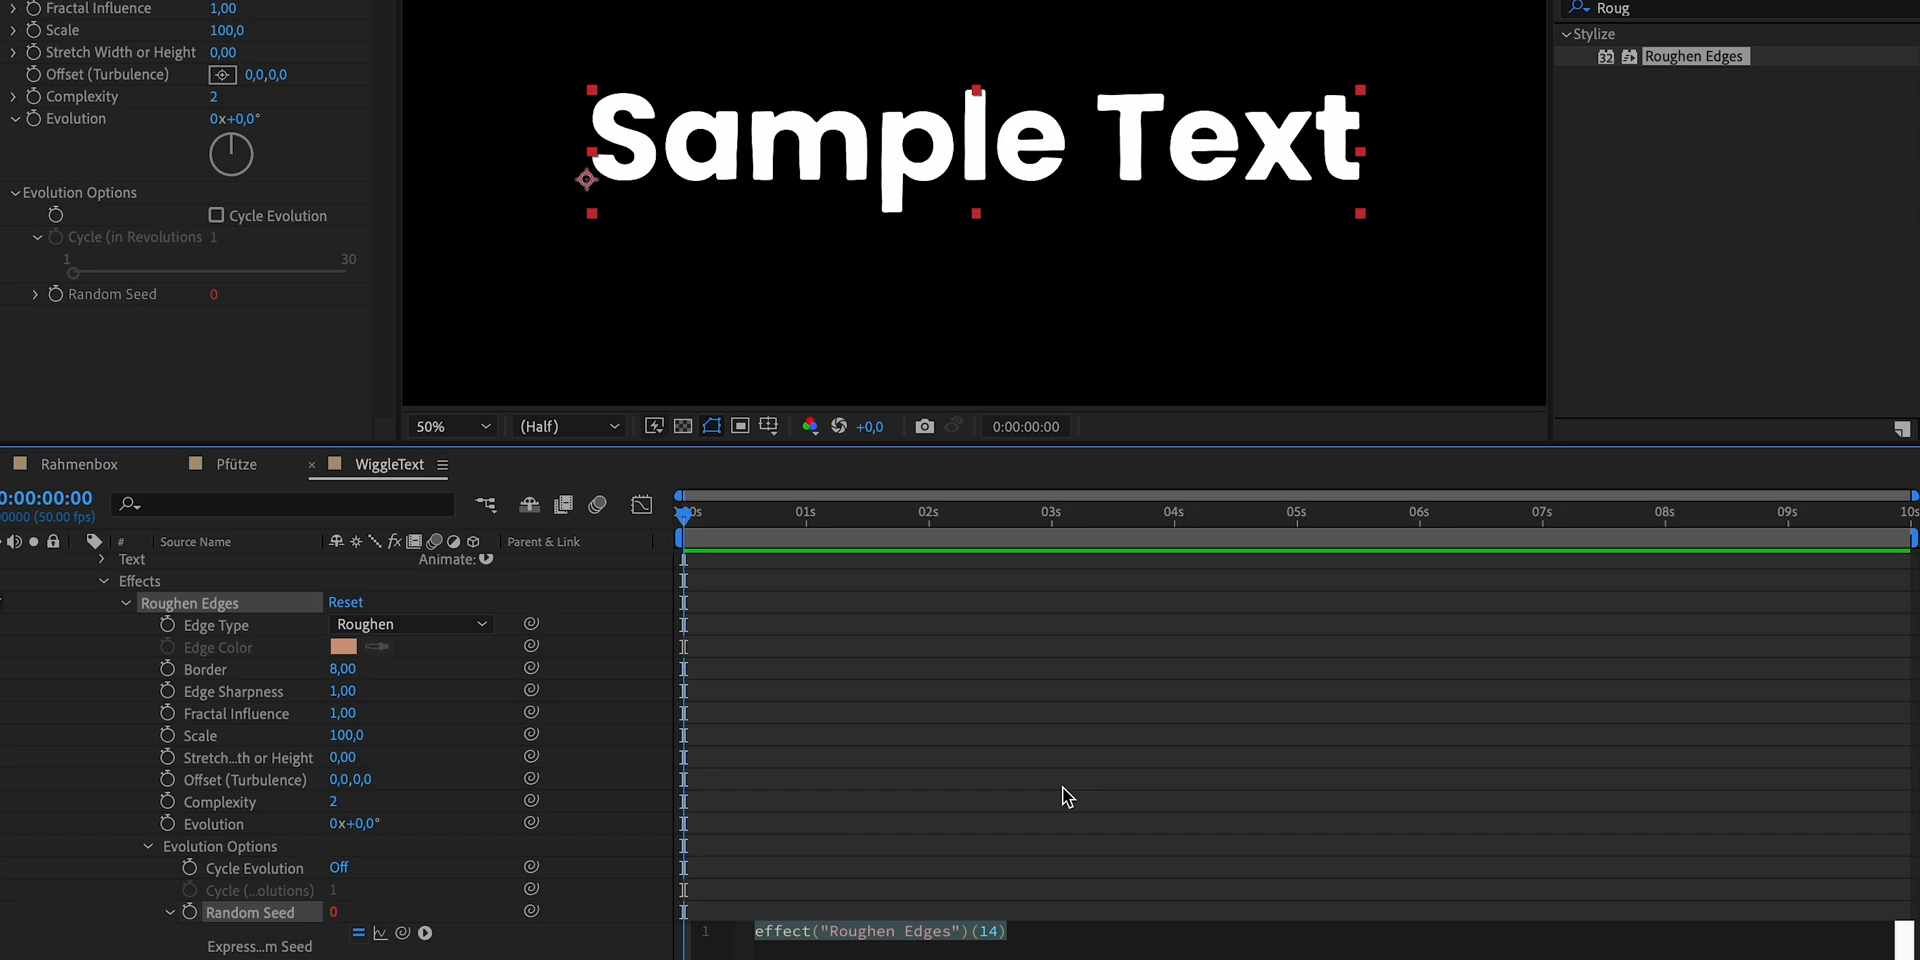 Fractal Influence 1,00
Scale 100,0
Stretch Width or Height 0,00
Offset (Turbulence) 0,0,0,0
Complexity 2
Evolution 0x+0,0°
Evolution Options
Cycle Evolution
Cycle (in Revolutions 1
1 30
Random Seed 0
Sample Text
Roug
Stylize
32 Roughen Edges
50% (Half) +0,0 0:00:00:00
Rahmenbox Pfütze × WiggleText
0:00:00:00
00000 (50.00 fps)
00s 01s 02s 03s 04s 05s 06s 07s 08s 09s 10s
# Source Name fx Parent & Link
Text Animate:
Effects
Roughen Edges Reset
Edge Type Roughen
Edge Color
Border 8,00
Edge Sharpness 1,00
Fractal Influence 1,00
Scale 100,0
Stretch...th or Height 0,00
Offset (Turbulence) 0,0,0,0
Complexity 2
Evolution 0x+0,0°
Evolution Options
Cycle Evolution Off
Cycle (...olutions) 1
Random Seed 0
1 effect("Roughen Edges")(14)
Express...m Seed